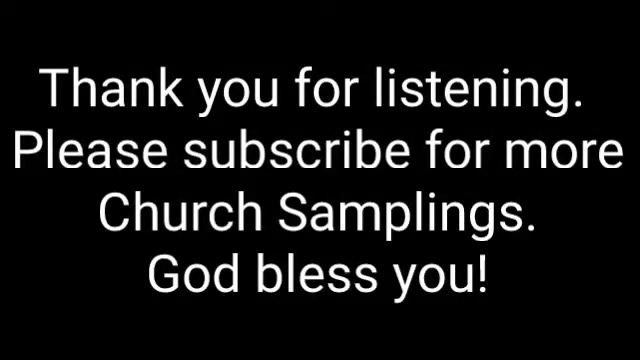 Thank you for listening.
Please subscribe for more
Church Samplings.
God bless you!